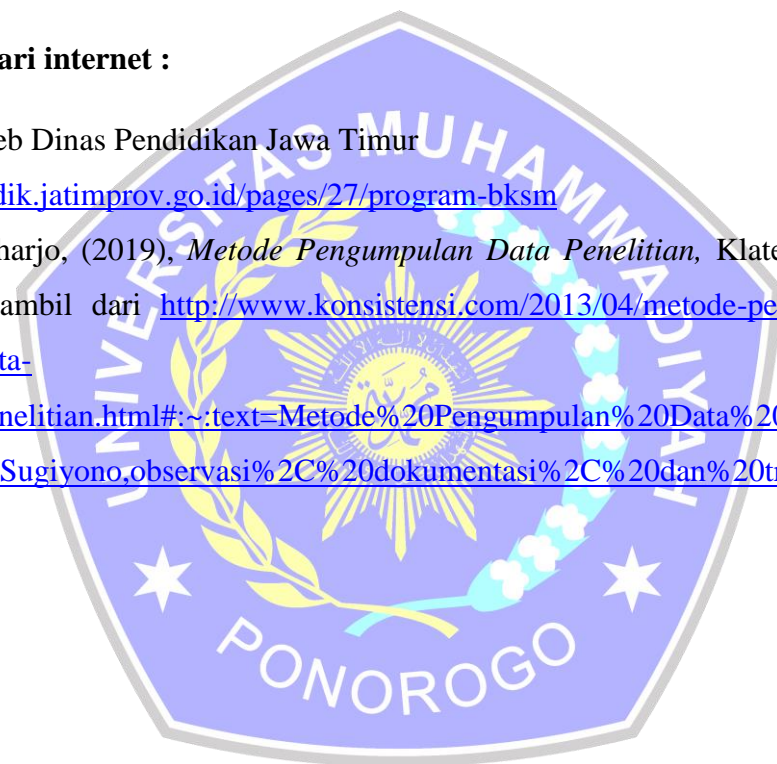 ari internet :
eb Dinas Pendidikan Jawa Timur
dik.jatimprov.go.id/pages/27/program-bksm
harjo, (2019), Metode Pengumpulan Data Penelitian, Klate
ambil dari http://www.konsistensi.com/2013/04/metode-pe
ta-
nelitian.html#:~:text=Metode%20Pengumpulan%20Data%20
Sugiyono,observasi%2C%20dokumentasi%2C%20dan%20tr
UNIVERSITAS MUHAMMADIYAH
PONOROGO